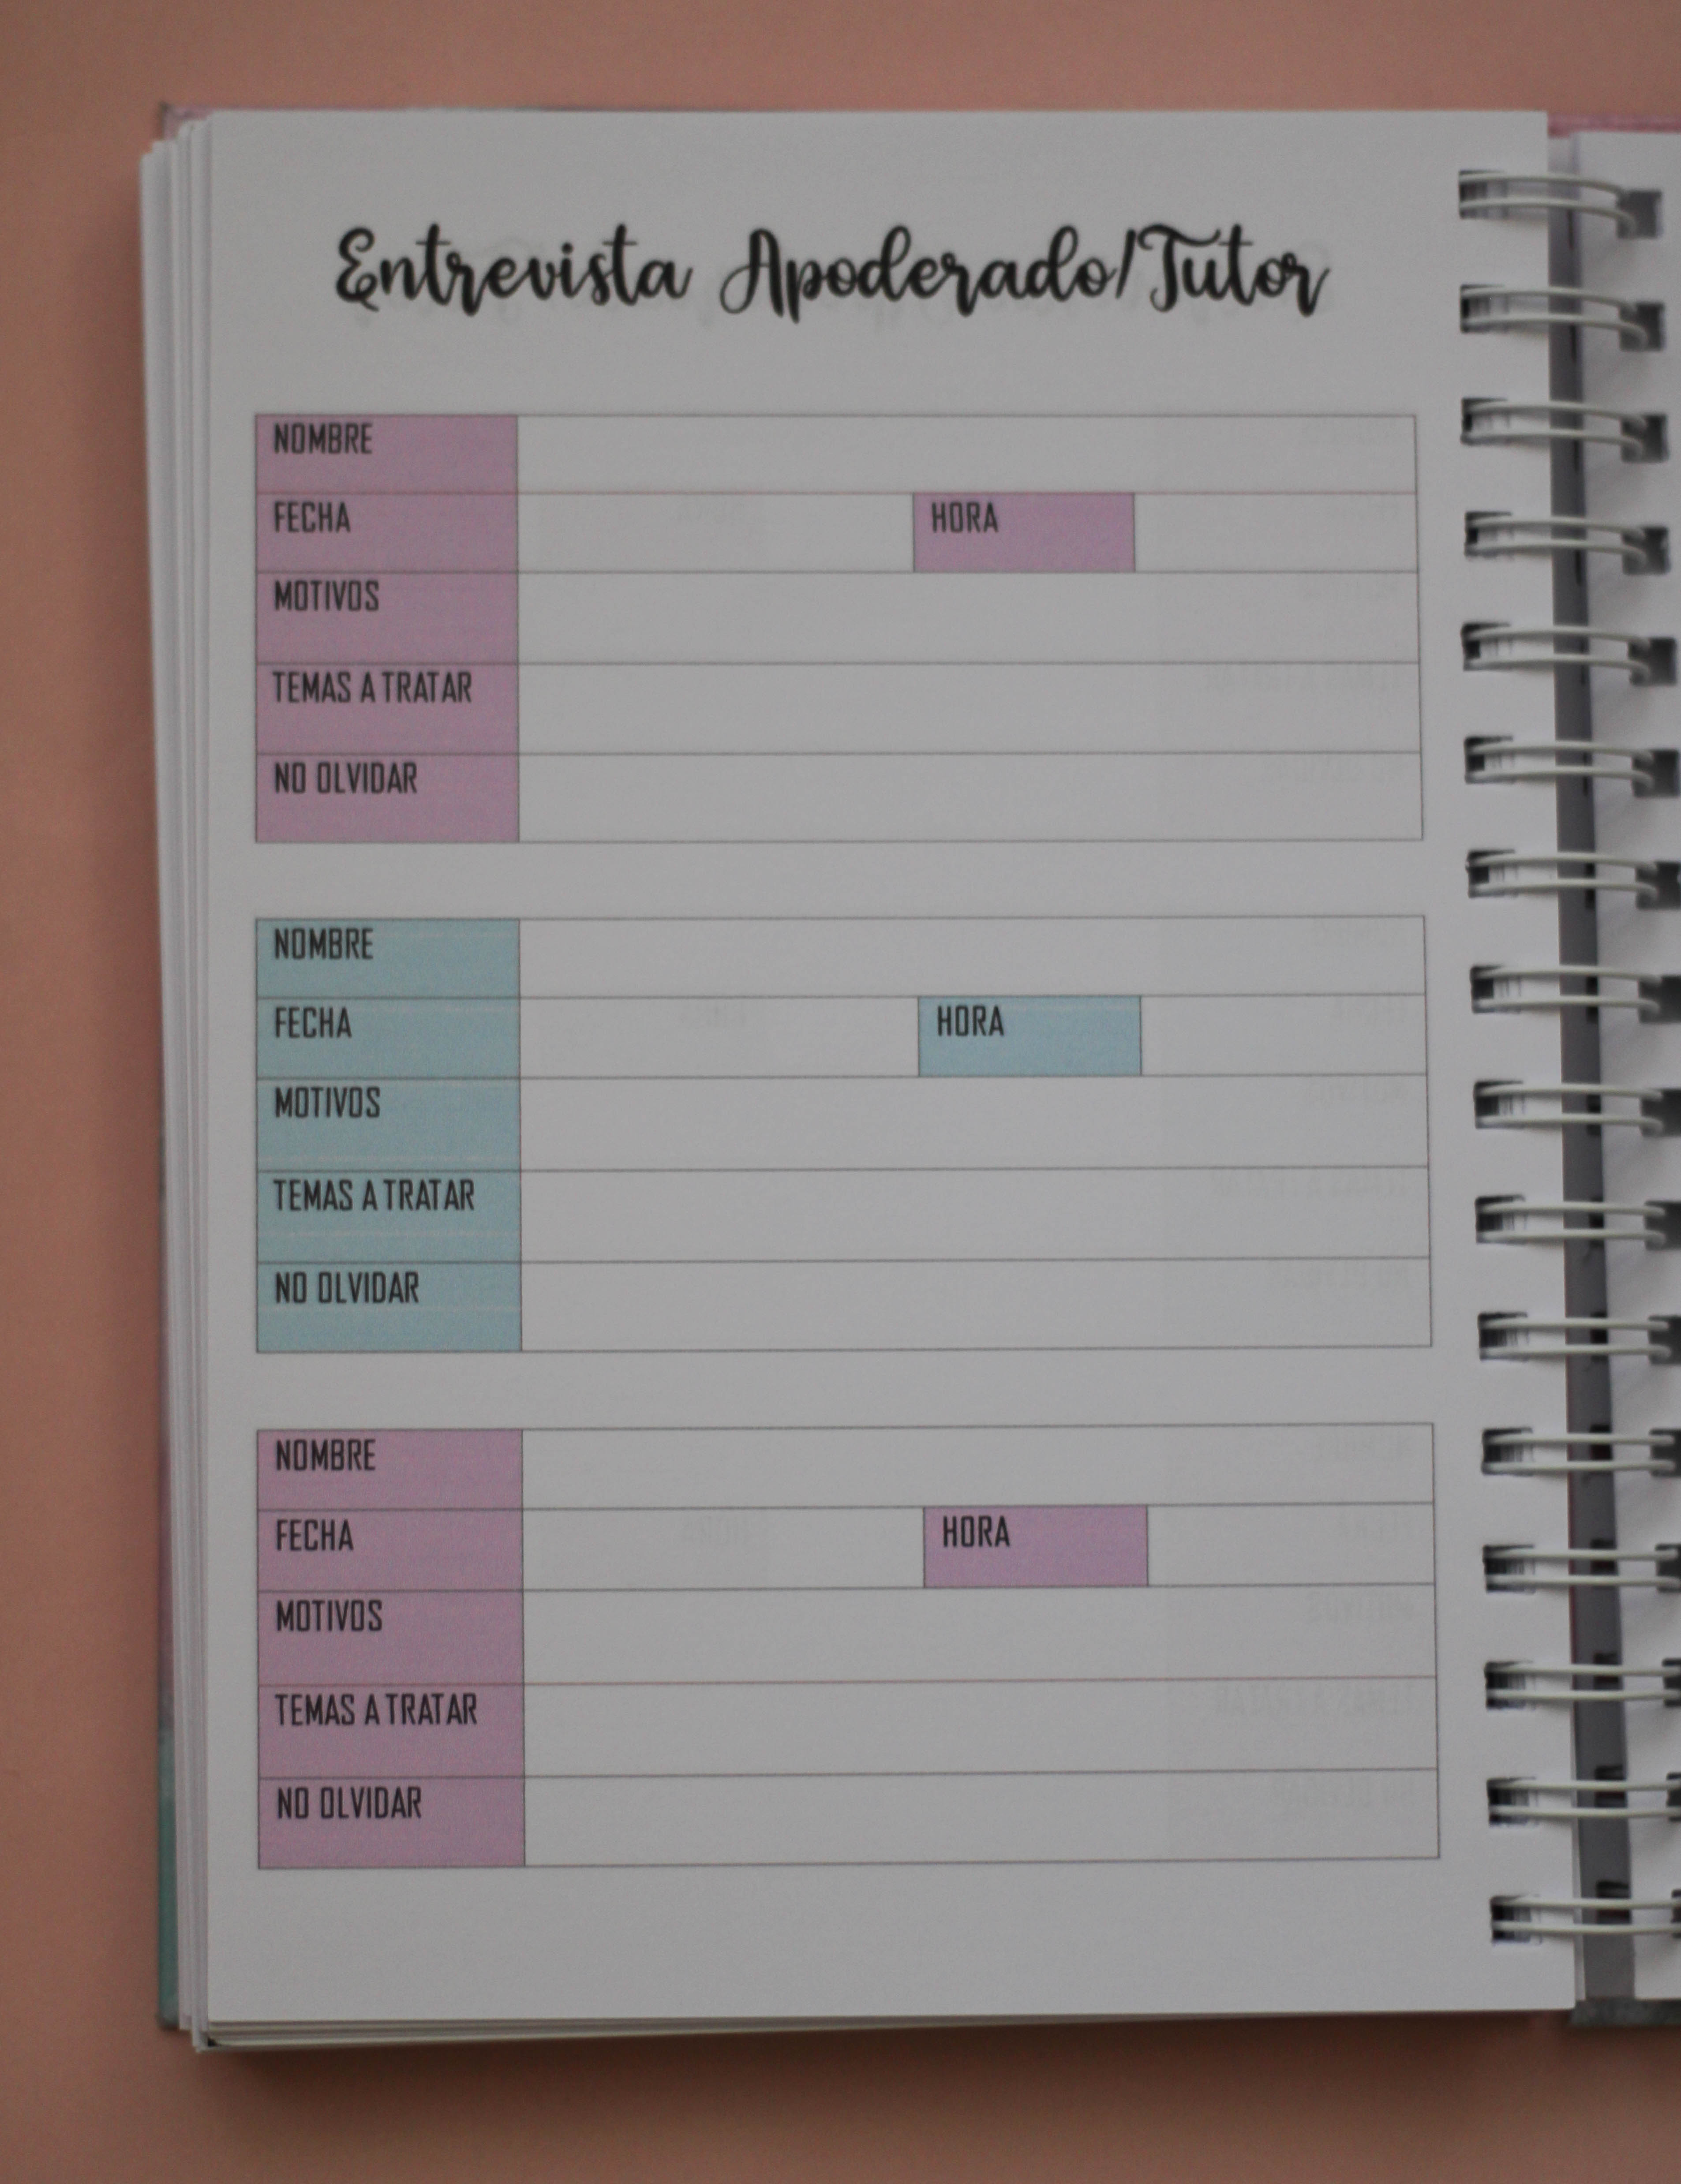 Entrevista Apoderado/Tutor
NOMBRE
FECHA HORA
MOTIVOS
TEMAS A TRATAR
NO OLVIDAR
NOMBRE
FECHA HORA
MOTIVOS
TEMAS A TRATAR
NO OLVIDAR
NOMBRE
FECHA HORA
MOTIVOS
TEMAS A TRATAR
NO OLVIDAR